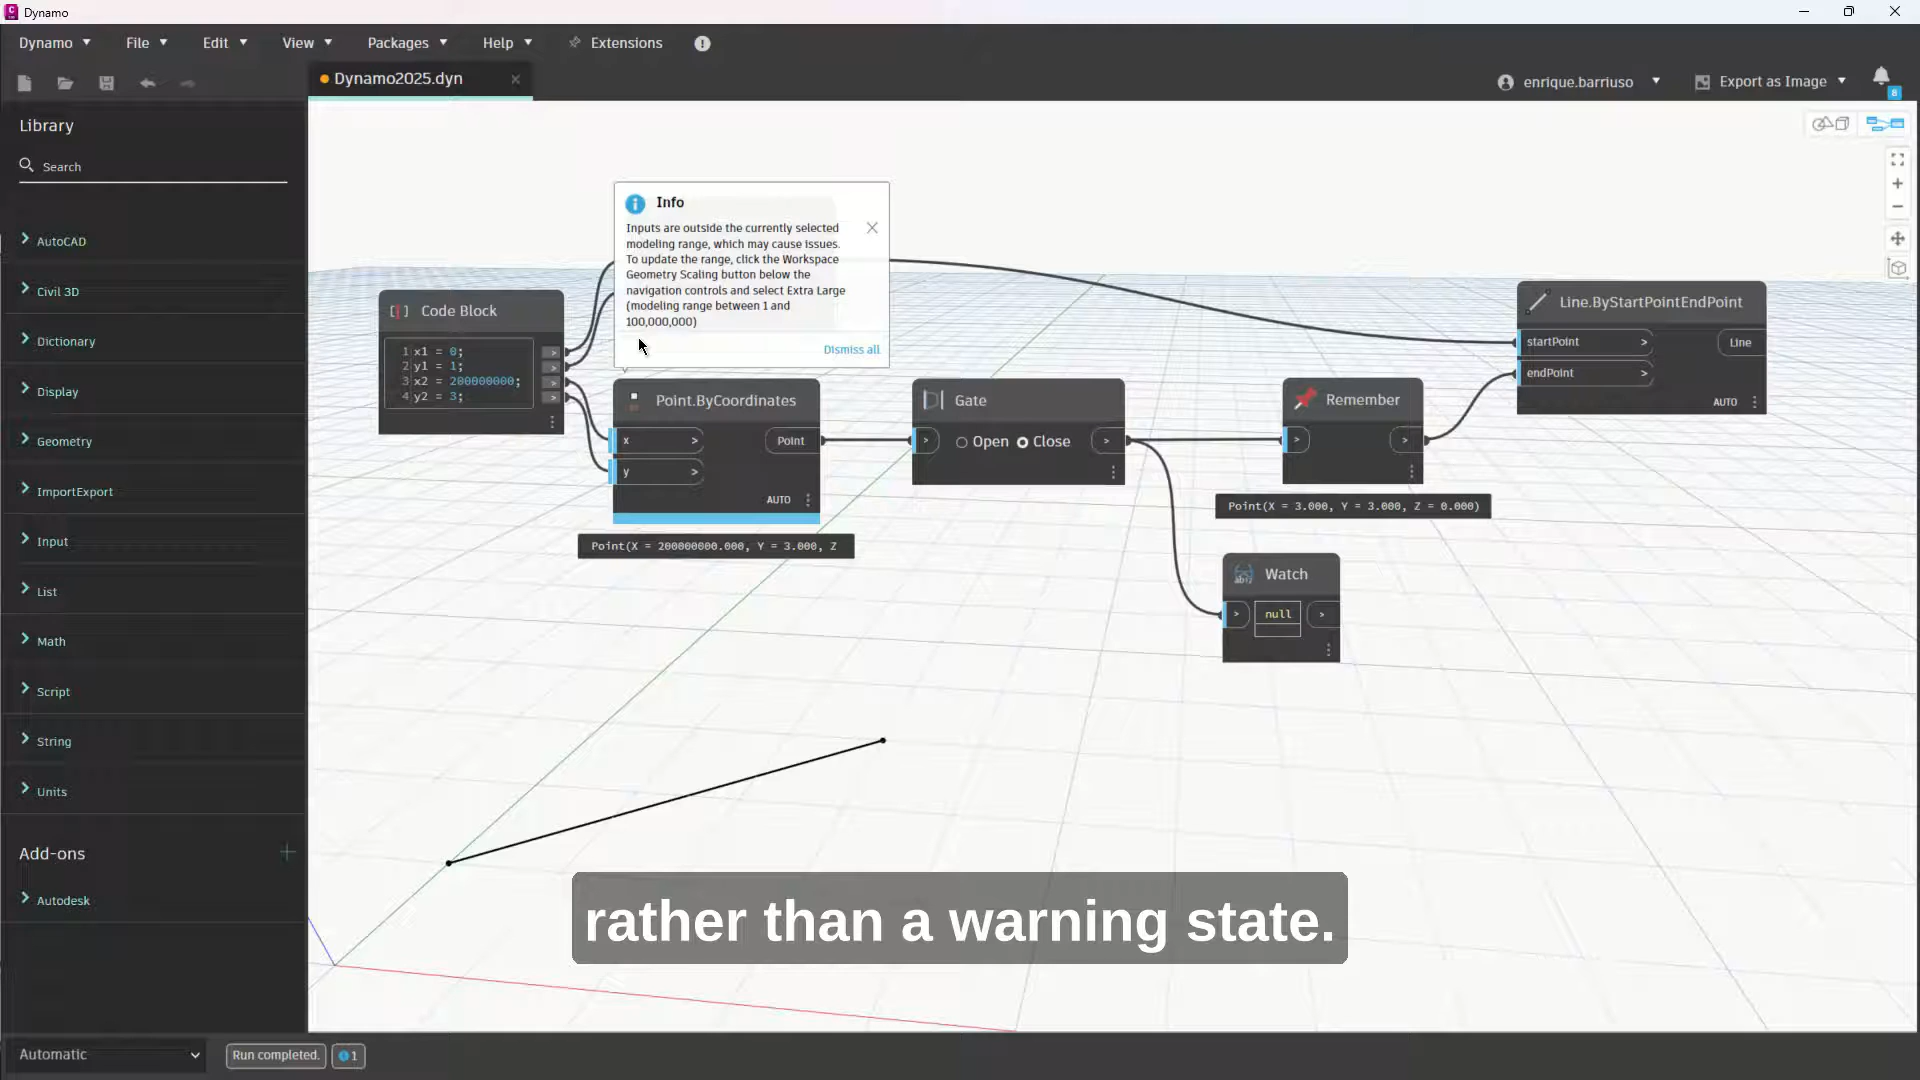 Dynamo
Dynamo File Edit View Packages Help Extensions
Dynamo2025.dyn
enrique.barriuso Export as Image
8
Library
Search
AutoCAD
Civil 3D
Dictionary
Display
Geometry
ImportExport
Input
List
Math
Script
String
Units
Add-ons
Autodesk
Info
Inputs are outside the currently selected
modeling range, which may cause issues.
To update the range, click the Workspace
Geometry Scaling button below the
navigation controls and select Extra Large
(modeling range between 1 and
100,000,000)
Dismiss all
Code Block
1 x1 = 0; >
2 y1 = 1; >
3 x2 = 200000000; >
4 y2 = 3; >
Point.ByCoordinates
x > Point
y >
AUTO
Point(X = 200000000.000, Y = 3.000, Z
Gate
> Open Close >
Remember
> >
Point(X = 3.000, Y = 3.000, Z = 0.000)
Watch
> null >
Line.ByStartPointEndPoint
startPoint > Line
endPoint >
AUTO
rather than a warning state.
Automatic Run completed. 1